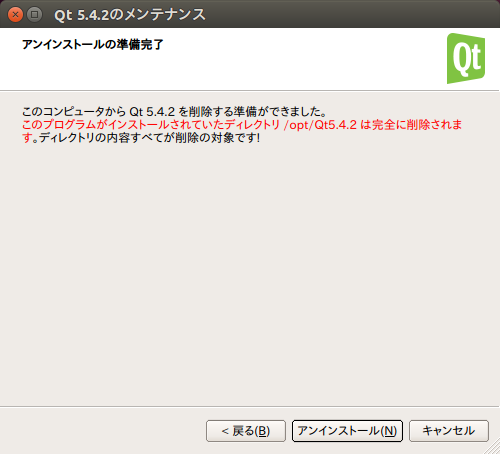 Qt 5.4.2のメンテナンス
アンインストールの準備完了
Qt
このコンピュータから Qt 5.4.2 を削除する準備ができました。
このプログラムがインストールされていたディレクトリ /opt/Qt5.4.2 は完全に削除されま
す。ディレクトリの内容すべてが削除の対象です!
< 戻る(B)
アンインストール(N)
キャンセル